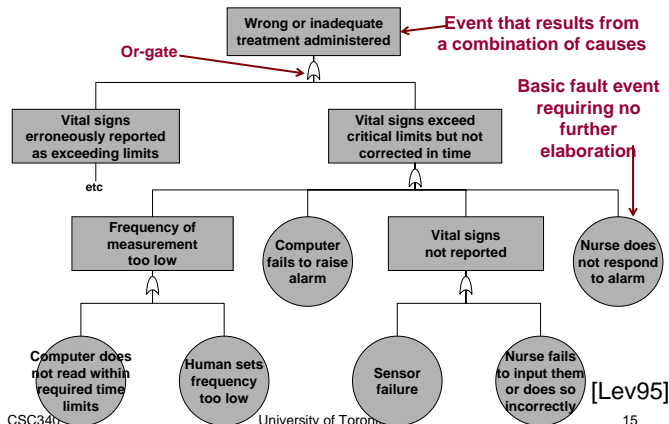 Wrong or inadequate
treatment administered
Event that results from
a combination of causes
Or-gate
Basic fault event
requiring no
further
elaboration
Vital signs
erroneously reported
as exceeding limits
Vital signs exceed
critical limits but not
corrected in time
etc
Frequency of
measurement
too low
Computer
fails to raise
alarm
Vital signs
not reported
Nurse does
not respond
to alarm
Computer does
not read within
required time
limits
Human sets
frequency
too low
Sensor
failure
Nurse fails
to input them
or does so
incorrectly
[Lev95]
CSC340
University of Toronto
15